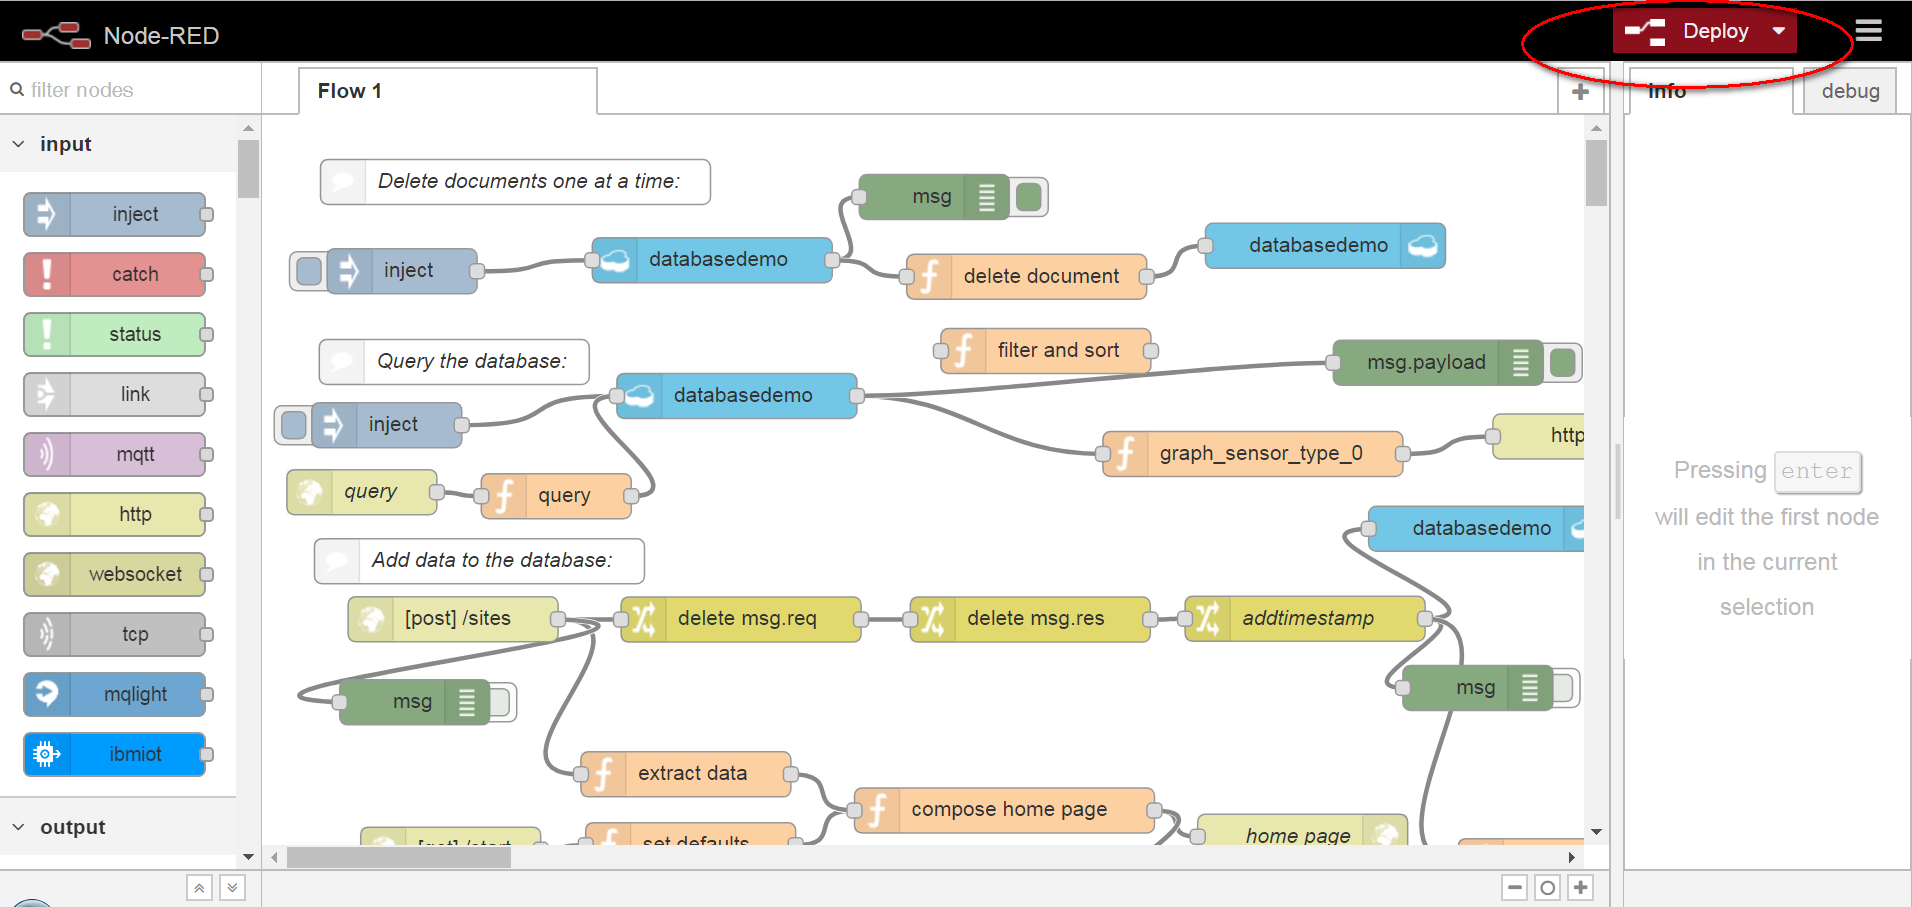 Node-RED
Deploy
filter nodes
Flow 1
info
debug
input
inject
catch
status
link
mqtt
http
websocket
tcp
mqlight
ibmiot
output
Delete documents one at a time:
msg
inject
databasedemo
delete document
databasedemo
Query the database:
filter and sort
msg.payload
databasedemo
inject
graph_sensor_type_0
http
query
query
databasedemo
Add data to the database:
[post] /sites
delete msg.req
delete msg.res
addtimestamp
msg
msg
extract data
compose home page
[get] /start
set defaults
home page
Pressing enter
will edit the first node
in the current
selection